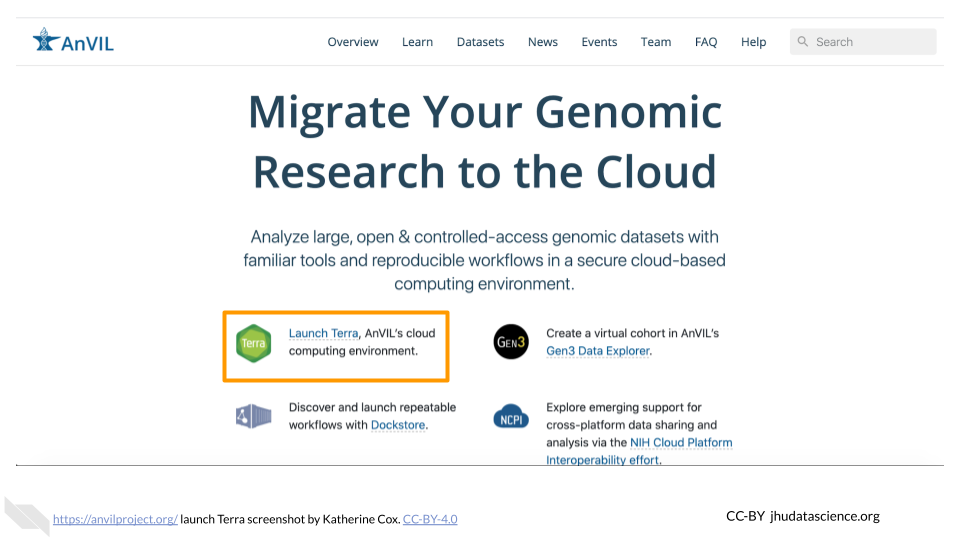 AnVIL
Overview Learn Datasets News Events Team FAQ Help Search
Migrate Your Genomic
Research to the Cloud
Analyze large, open & controlled-access genomic datasets with
familiar tools and reproducible workflows in a secure cloud-based
computing environment.
Terra
Launch Terra, AnVIL's cloud
computing environment.
GEN3
Create a virtual cohort in AnVIL's
Gen3 Data Explorer.
Discover and launch repeatable
workflows with Dockstore.
NCPI
Explore emerging support for
cross-platform data sharing and
analysis via the NIH Cloud Platform
Interoperability effort.
https://anvilproject.org/ launch Terra screenshot by Katherine Cox. CC-BY-4.0
CC-BY jhudatascience.org